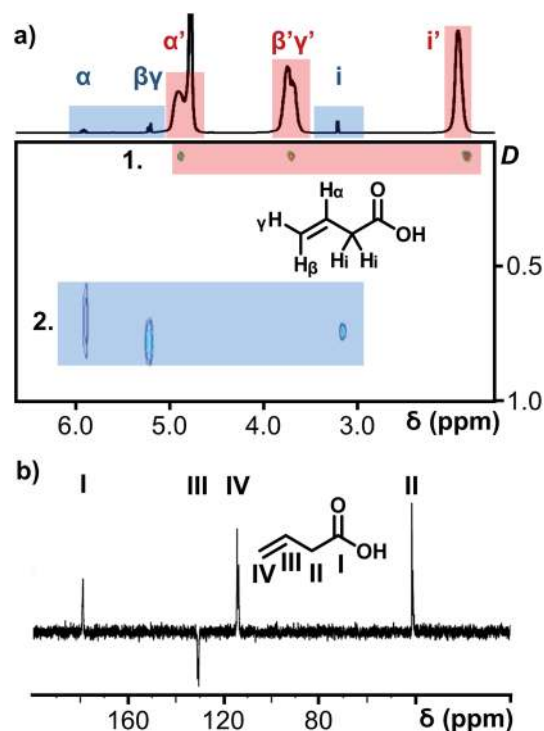 a)
α’ β’γ’ i’
α βγ i
1. D
Hα O
γH OH
Hβ Hi Hi
0.5
2.
1.0
6.0 5.0 4.0 3.0 δ (ppm)
b)
I III IV II
O
OH
IV III II I
160 120 80 δ (ppm)